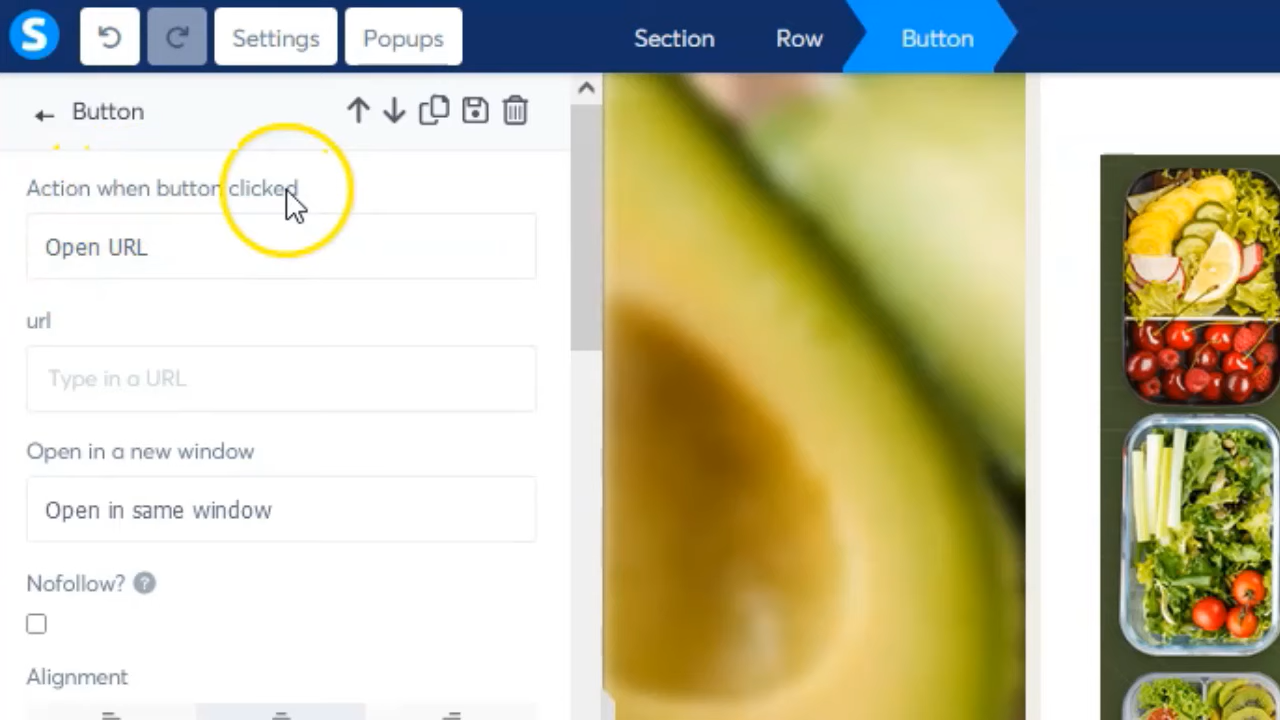 S
Settings
Popups
Section
Row
Button
Button
Action when button clicked
Open URL
url
Type in a URL
Open in a new window
Open in same window
Nofollow? ?
Alignment